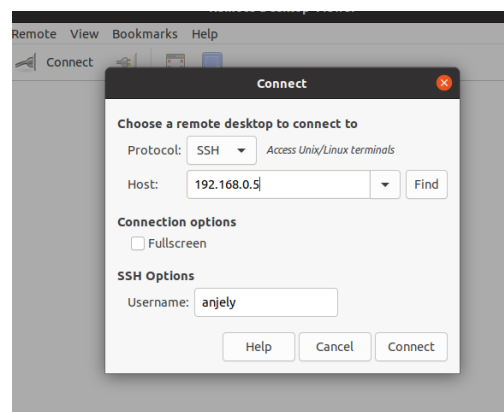 Remote View Bookmarks Help
Connect
Connect
Choose a remote desktop to connect to
Protocol: SSH Access Unix/Linux terminals
Host: 192.168.0.5 Find
Connection options
Fullscreen
SSH Options
Username: anjely
Help Cancel Connect